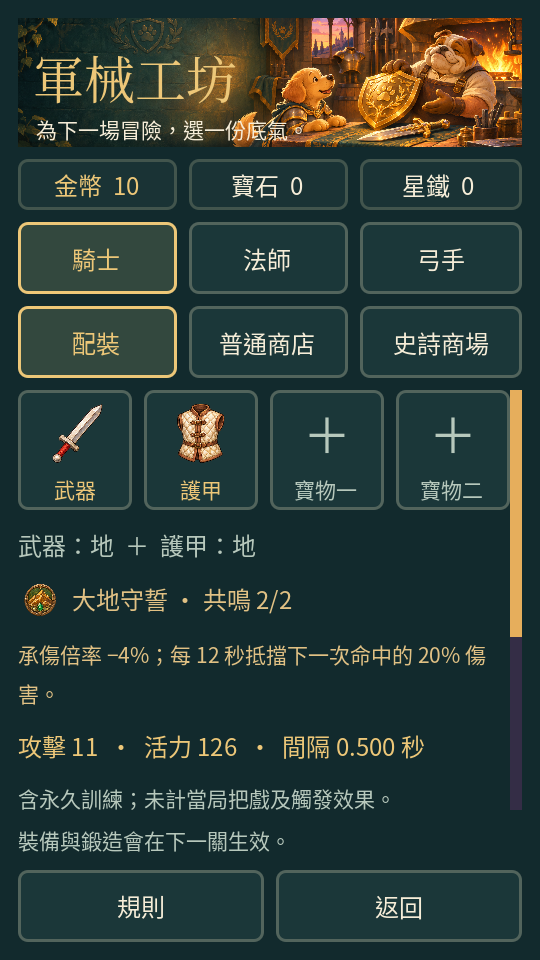 軍械工坊
為下一場冒險，選一份底氣。
金幣 10
寶石 0
星鐵 0
騎士
法師
弓手
配裝
普通商店
史詩商場
武器
護甲
寶物一
寶物二
武器：地 ＋ 護甲：地
大地守誓 · 共鳴 2/2
承傷倍率 −4%；每 12 秒抵擋下一次命中的 20% 傷
害。
攻擊 11 · 活力 126 · 間隔 0.500 秒
含永久訓練；未計當局把戲及觸發效果。
裝備與鍛造會在下一關生效。
規則
返回